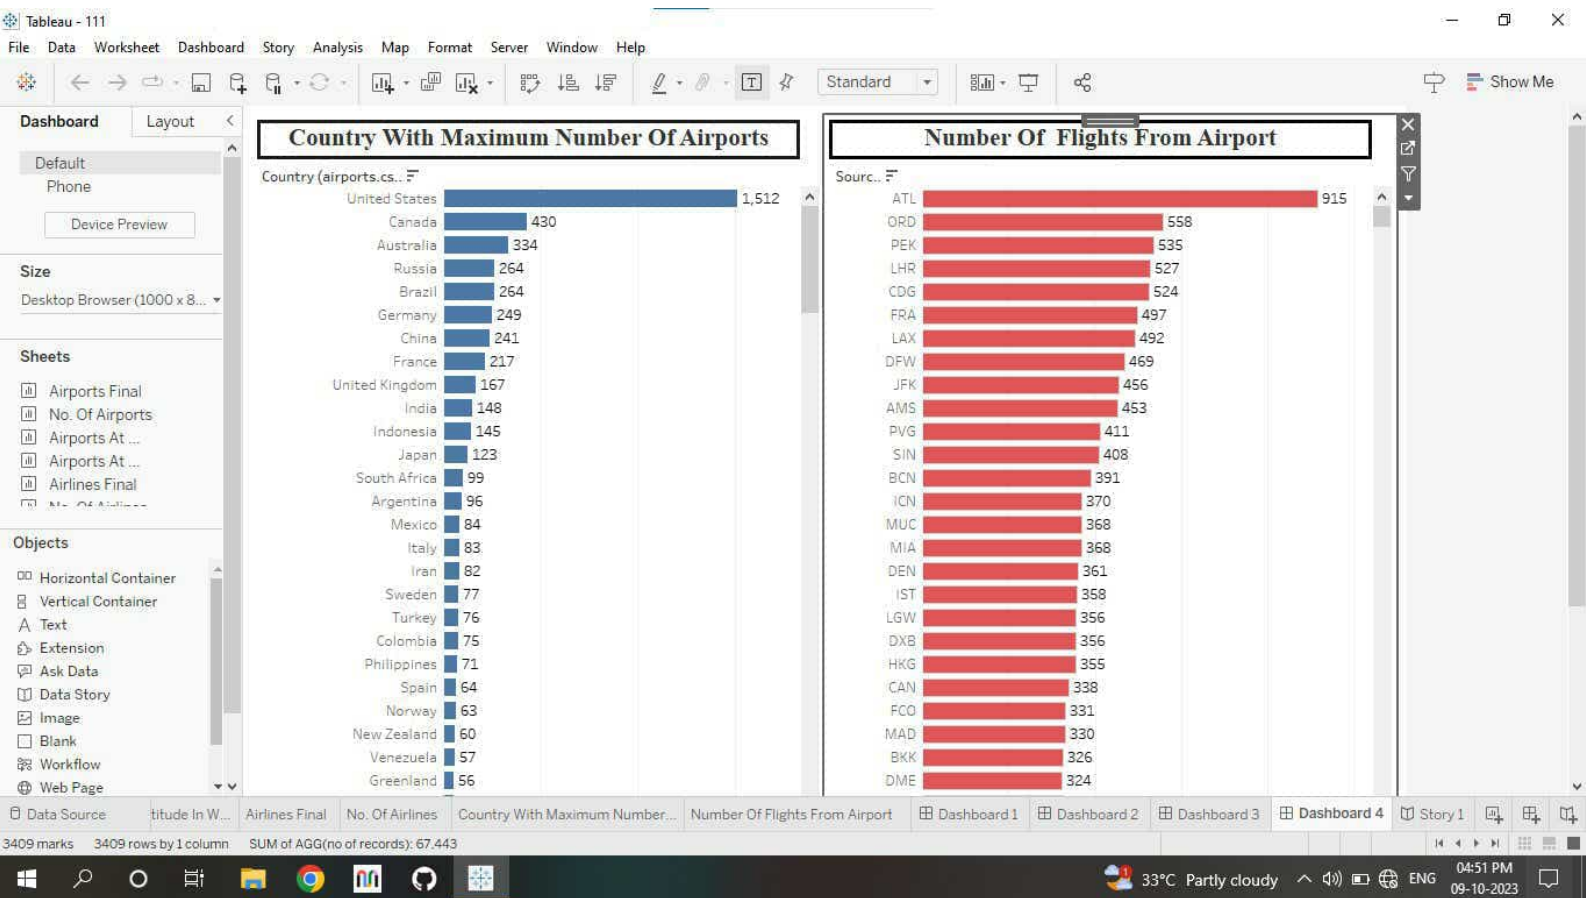 Tableau - 111
File Data Worksheet Dashboard Story Analysis Map Format Server Window Help
Standard
Show Me
Dashboard Layout
Default
Phone
Device Preview
Size
Desktop Browser (1000 x 8...
Sheets
Airports Final
No. Of Airports
Airports At ...
Airports At ...
Airlines Final
No. Of Airlines
Objects
Horizontal Container
Vertical Container
Text
Extension
Ask Data
Data Story
Image
Blank
Workflow
Web Page
Country With Maximum Number Of Airports
Country (airports.cs..
United States 1,512
Canada 430
Australia 334
Russia 264
Brazil 264
Germany 249
China 241
France 217
United Kingdom 167
India 148
Indonesia 145
Japan 123
South Africa 99
Argentina 96
Mexico 84
Italy 83
Iran 82
Sweden 77
Turkey 76
Colombia 75
Philippines 71
Spain 64
Norway 63
New Zealand 60
Venezuela 57
Greenland 56
Number Of Flights From Airport
Sourc..
ATL 915
ORD 558
PEK 535
LHR 527
CDG 524
FRA 497
LAX 492
DFW 469
JFK 456
AMS 453
PVG 411
SIN 408
BCN 391
ICN 370
MUC 368
MIA 368
DEN 361
IST 358
LGW 356
DXB 356
HKG 355
CAN 338
FCO 331
MAD 330
BKK 326
DME 324
Data Source titude In W... Airlines Final No. Of Airlines Country With Maximum Number... Number Of Flights From Airport Dashboard 1 Dashboard 2 Dashboard 3 Dashboard 4 Story 1
3409 marks 3409 rows by 1 column SUM of AGG(no of records): 67.443
1 33°C Partly cloudy ENG 04:51 PM
09-10-2023